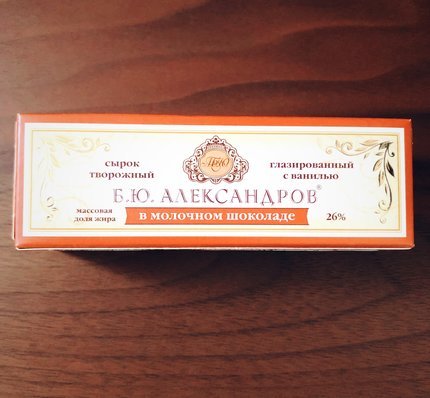 сырок
творожный
глазированный
с ванилью
Б.Ю. АЛЕКСАНДРОВ®
в молочном шоколаде
массовая
доля жира
26%